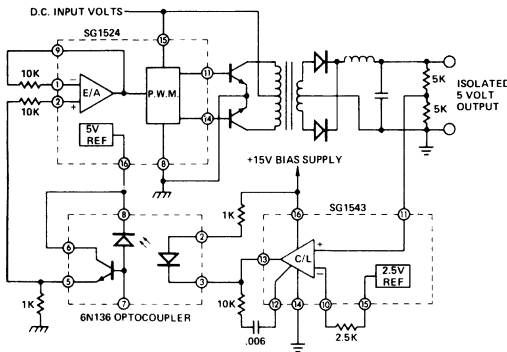 D.C. INPUT VOLTS
SG1524
15
9
10K
1
2
10K
−
+
E/A
P.W.M.
11
14
5V
REF
16
8
5K
5K
ISOLATED
5 VOLT
OUTPUT
+15V BIAS SUPPLY
1K
SG1543
8
6
5
7
2
3
1K
6N136 OPTOCOUPLER
16
11
13
+
−
C/L
2.5V
REF
10K
12
14
10
15
.006
2.5K